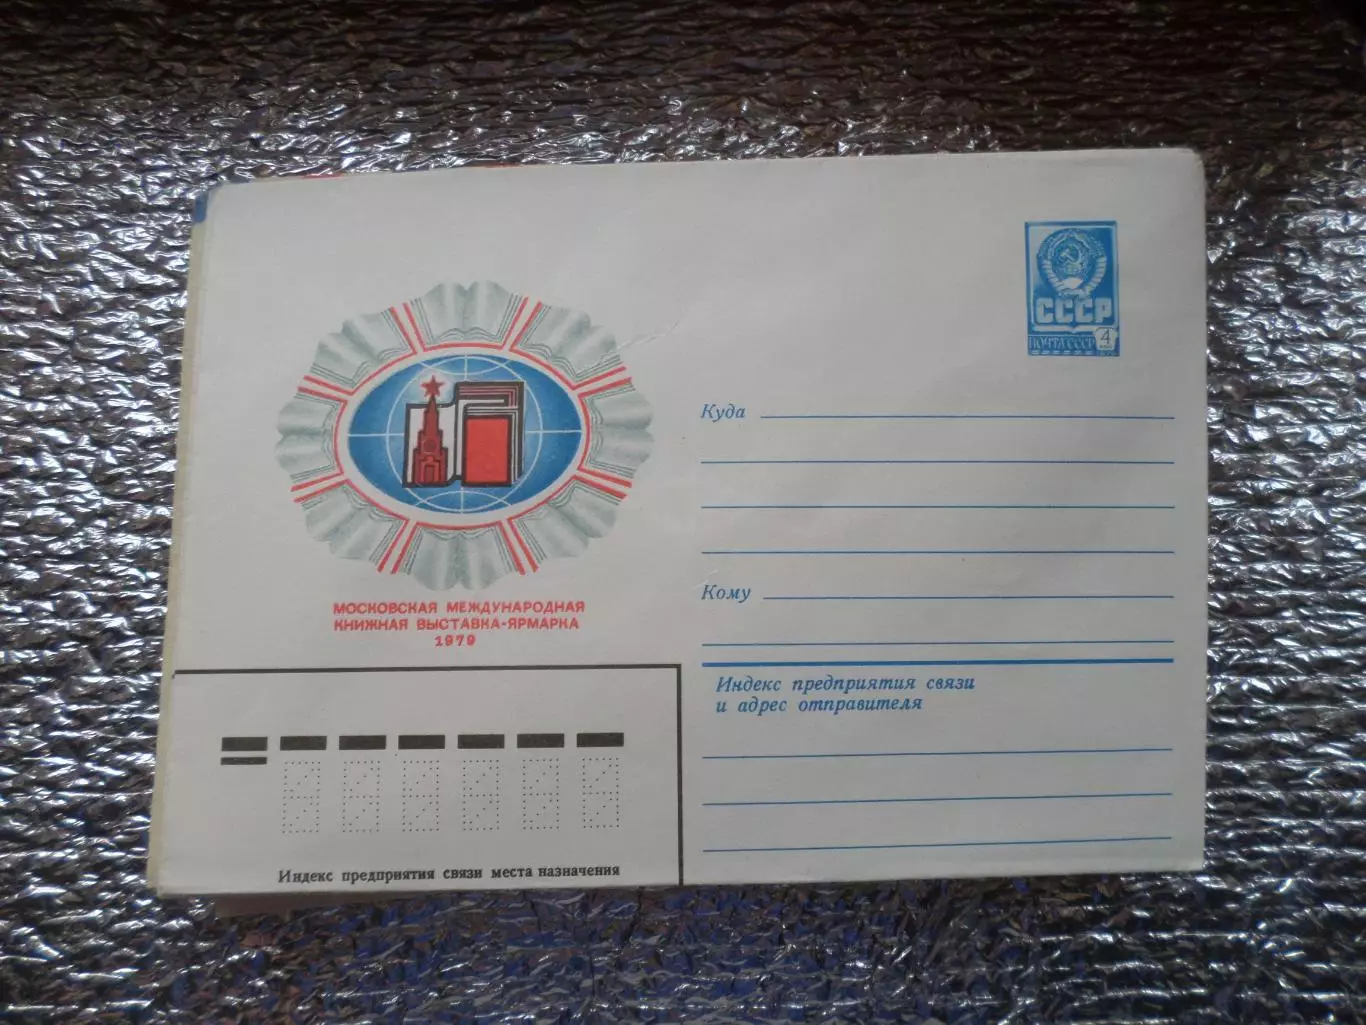 СССР
ПОЧТА СССР 4
МОСКОВСКАЯ МЕЖДУНАРОДНАЯ
КНИЖНАЯ ВЫСТАВКА-ЯРМАРКА
1979
Куда
Кому
Индекс предприятия связи
и адрес отправителя
Индекс предприятия связи места назначения